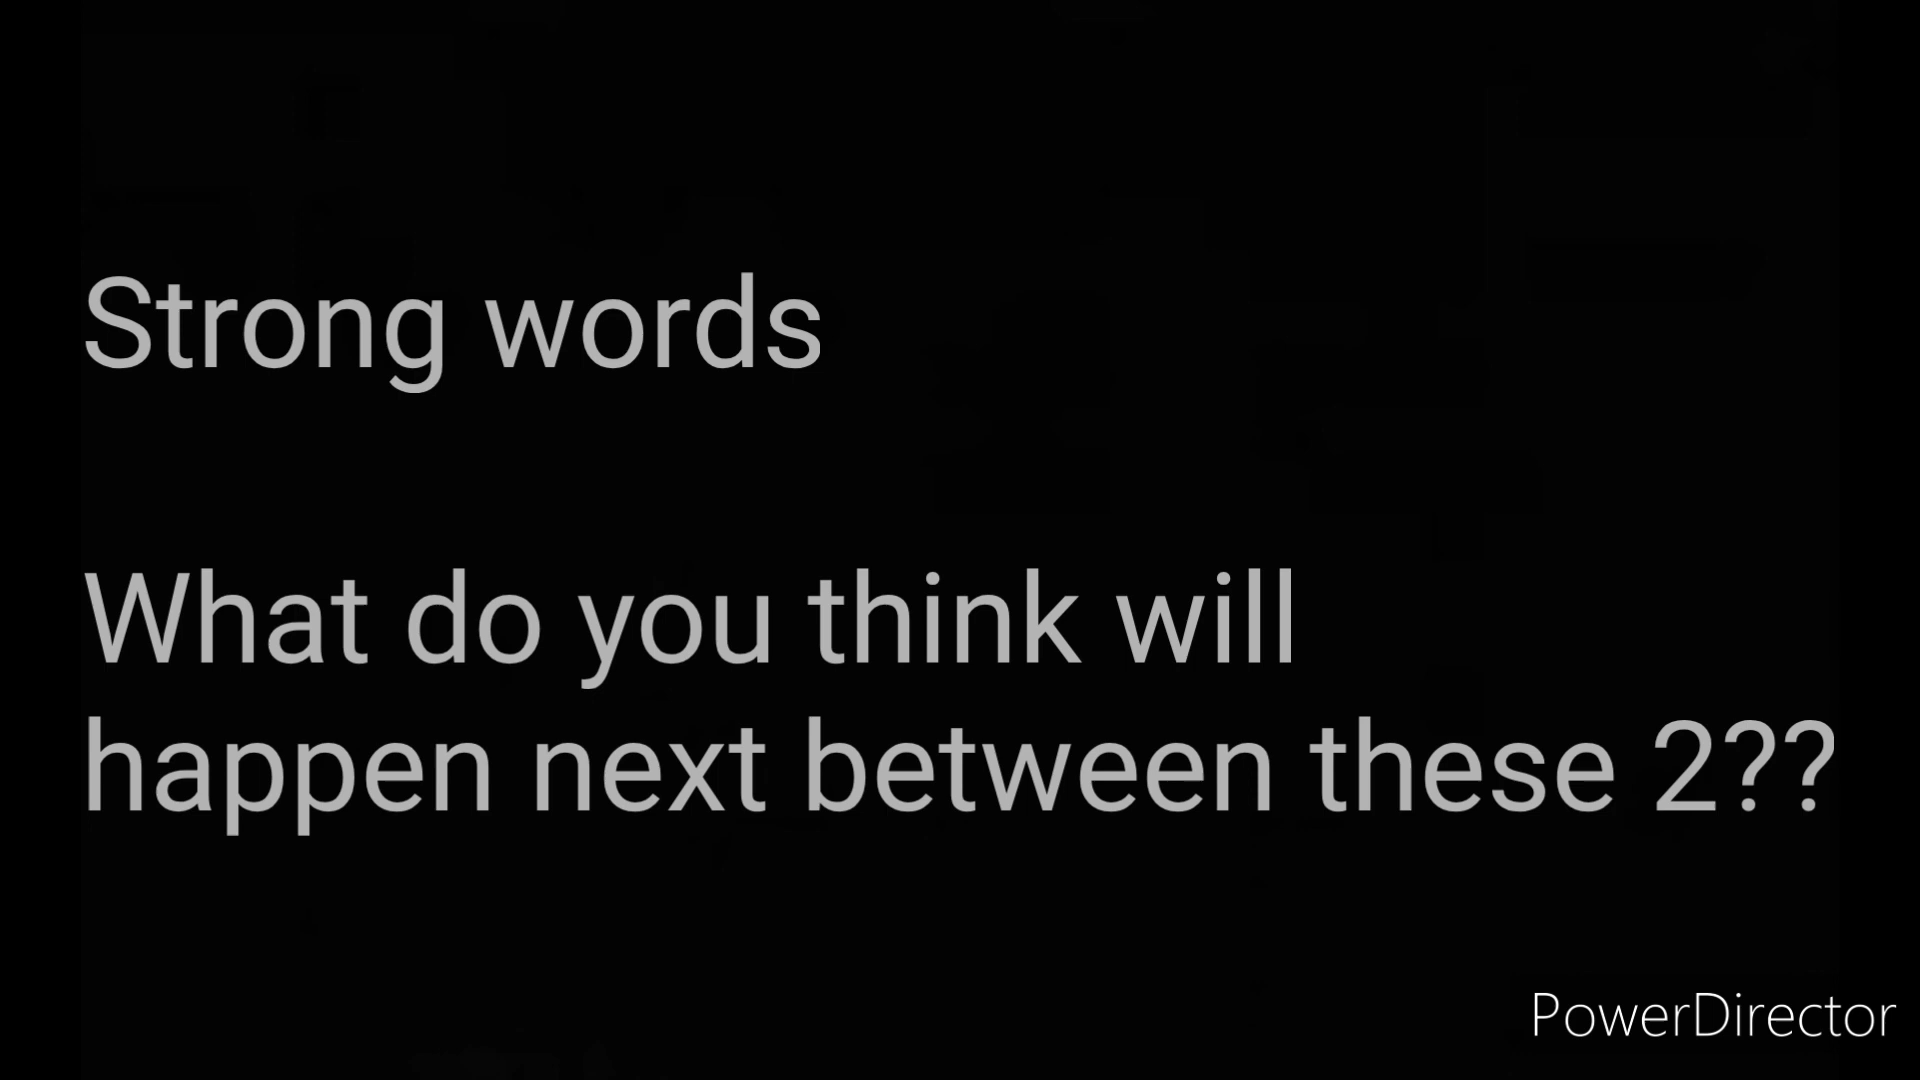 Strong words
What do you think will
happen next between these 2???
PowerDirector